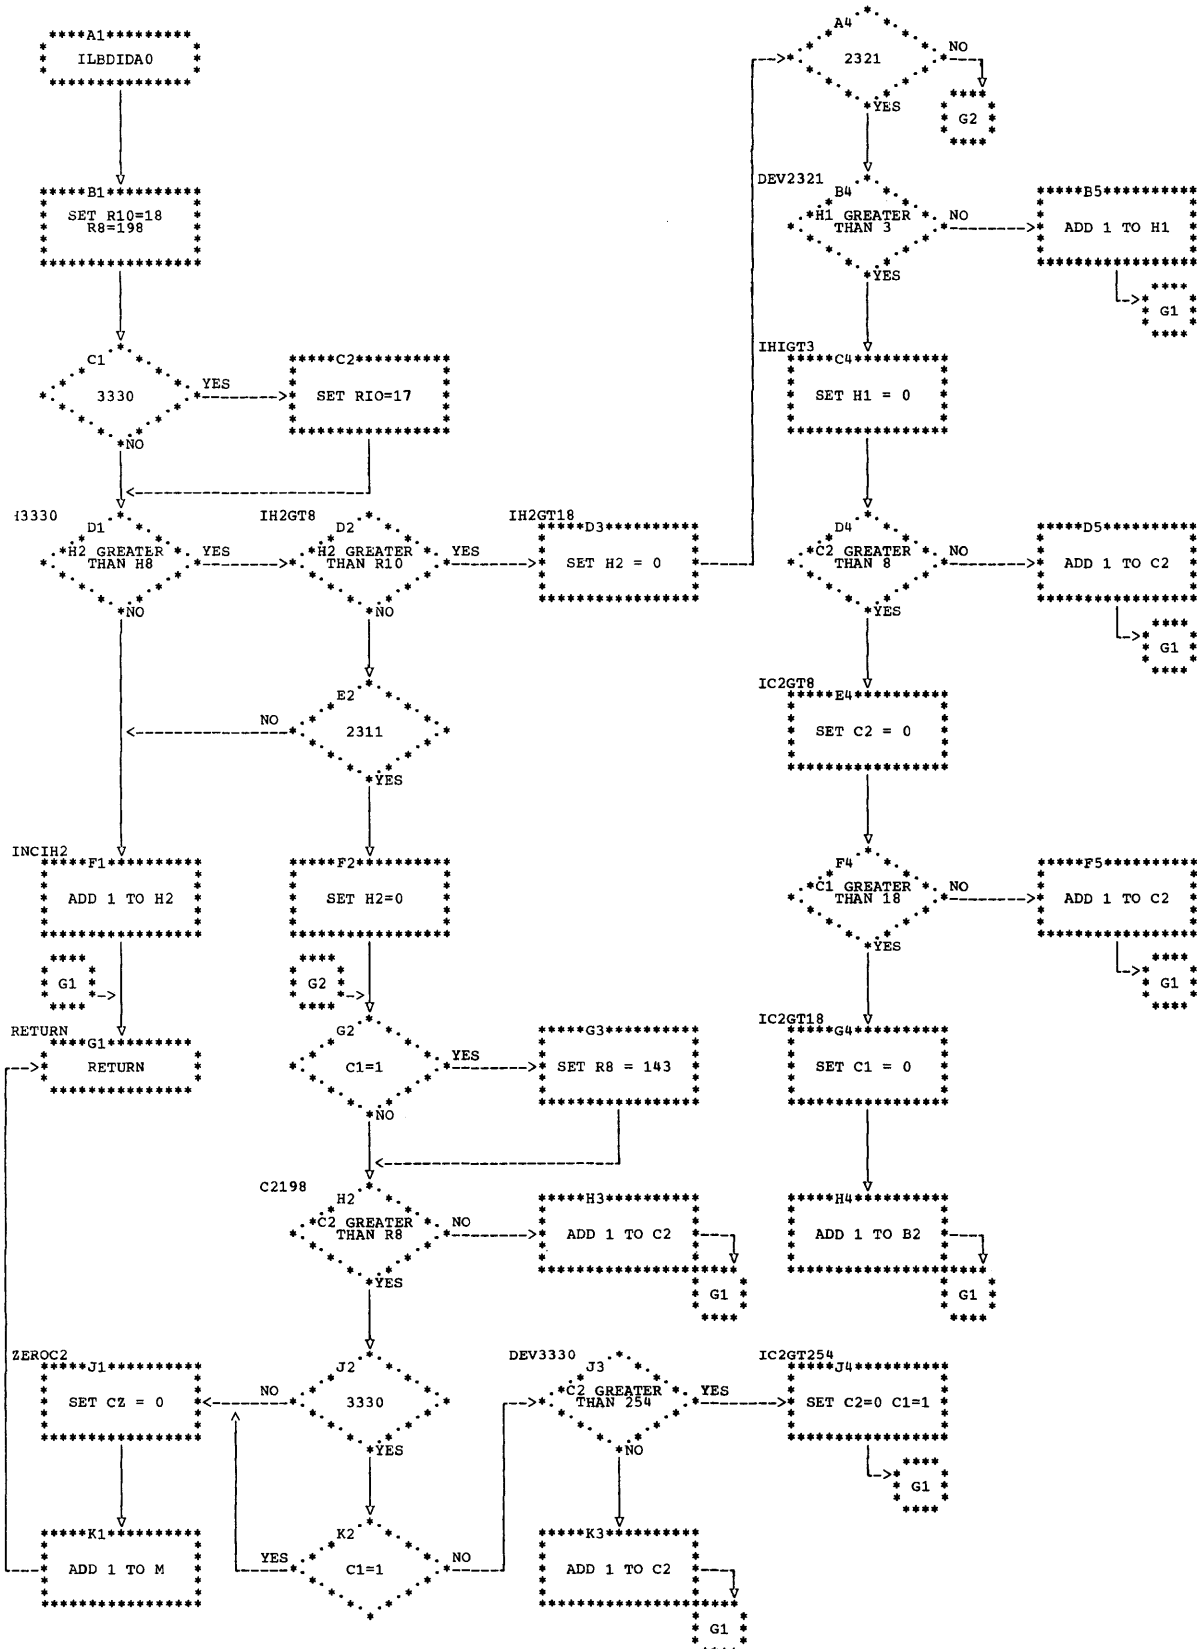 A1
ILBDIDA0
B1
SET R10=18
R8=198
C1
3330
YES
NO
C2
SET RIO=17
H3330
D1
H2 GREATER
THAN H8
YES
NO
IH2GT8
D2
H2 GREATER
THAN R10
YES
NO
IH2GT18
D3
SET H2 = 0
E2
2311
NO
YES
INCIH2
F1
ADD 1 TO H2
F2
SET H2=0
G1
G2
RETURN
G1
RETURN
G2
C1=1
YES
NO
G3
SET R8 = 143
C2198
H2
C2 GREATER
THAN R8
NO
YES
H3
ADD 1 TO C2
G1
ZEROC2
J1
SET CZ = 0
J2
3330
NO
YES
DEV3330
J3
C2 GREATER
THAN 254
YES
NO
IC2GT254
J4
SET C2=0 C1=1
G1
K1
ADD 1 TO M
K2
C1=1
YES
NO
K3
ADD 1 TO C2
G1
A4
2321
NO
YES
G2
DEV2321
B4
H1 GREATER
THAN 3
NO
YES
B5
ADD 1 TO H1
G1
IHIGT3
C4
SET H1 = 0
D4
C2 GREATER
THAN 8
NO
YES
D5
ADD 1 TO C2
G1
IC2GT8
E4
SET C2 = 0
F4
C1 GREATER
THAN 18
NO
YES
F5
ADD 1 TO C2
G1
IC2GT18
G4
SET C1 = 0
H4
ADD 1 TO B2
G1